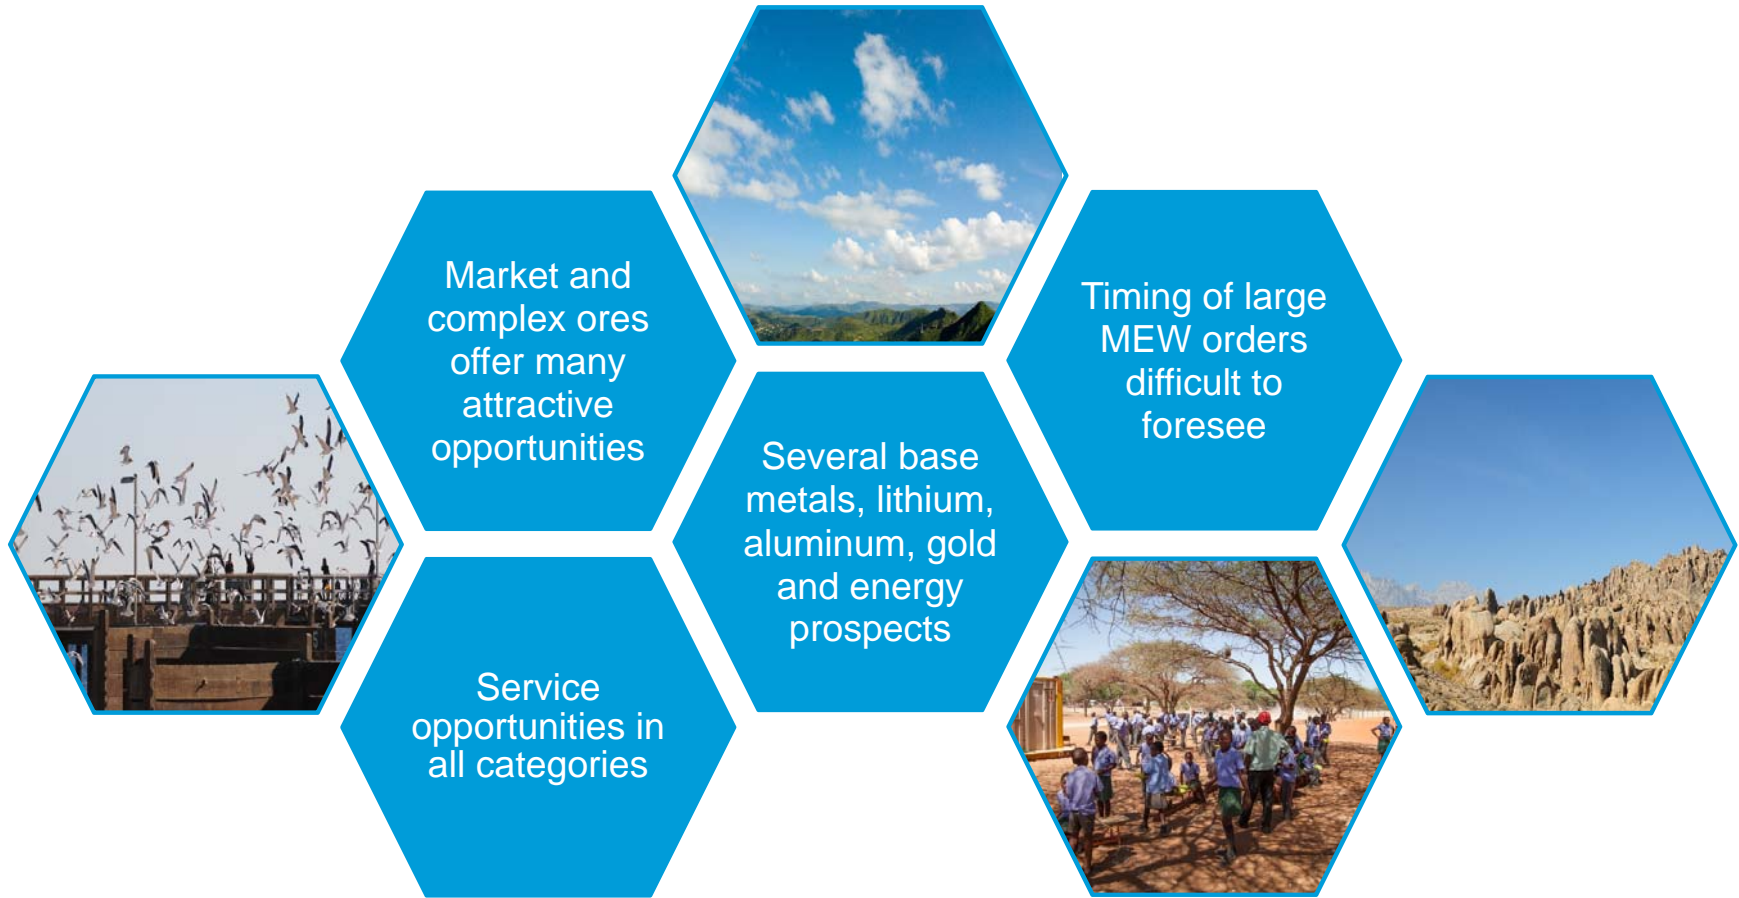 Market and
complex ores
offer many
attractive
opportunities
Service
opportunities in
all categories
Several base
metals, lithium,
aluminum, gold
and energy
prospects
Timing of large
MEW orders
difficult to
foresee